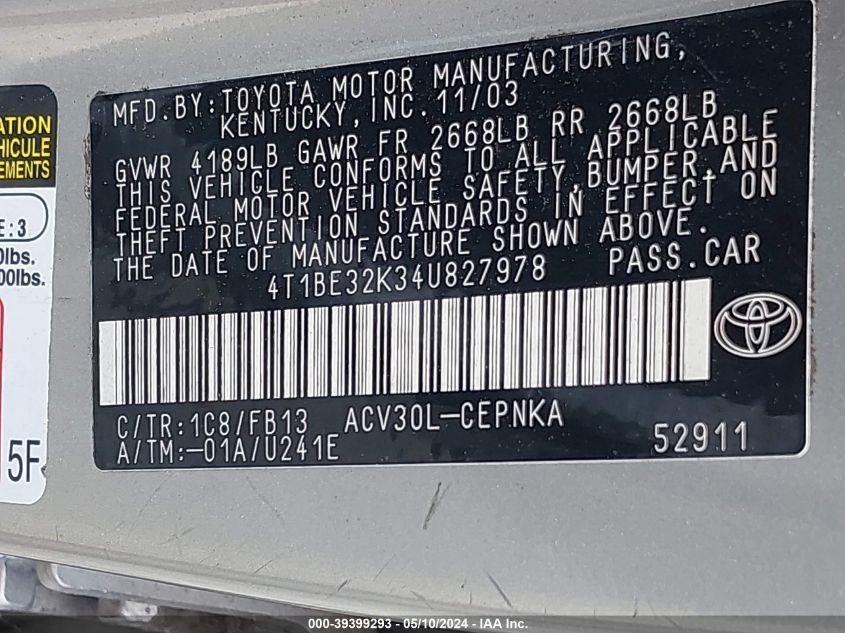 MFD.BY:TOYOTA MOTOR MANUFACTURING,
KENTUCKY,INC.11/03
GVWR 4189LB GAWR FR 2668LB RR 2668LB
THIS VEHICLE CONFORMS TO ALL APPLICABLE
FEDERAL MOTOR VEHICLE SAFETY,BUMPER,AND
THEFT PREVENTION STANDARDS IN EFFECT ON
THE DATE OF MANUFACTURE SHOWN ABOVE.
4T1BE32K34U827978 PASS.CAR
C/TR:1C8/FB13 ACV30L-CEPNKA
A/TM:-01A/U241E 52911
ATION
HICULE
EMENTS
E:3
0lbs.
00lbs.
5F
000-39399293 - 05/10/2024 - IAA Inc.